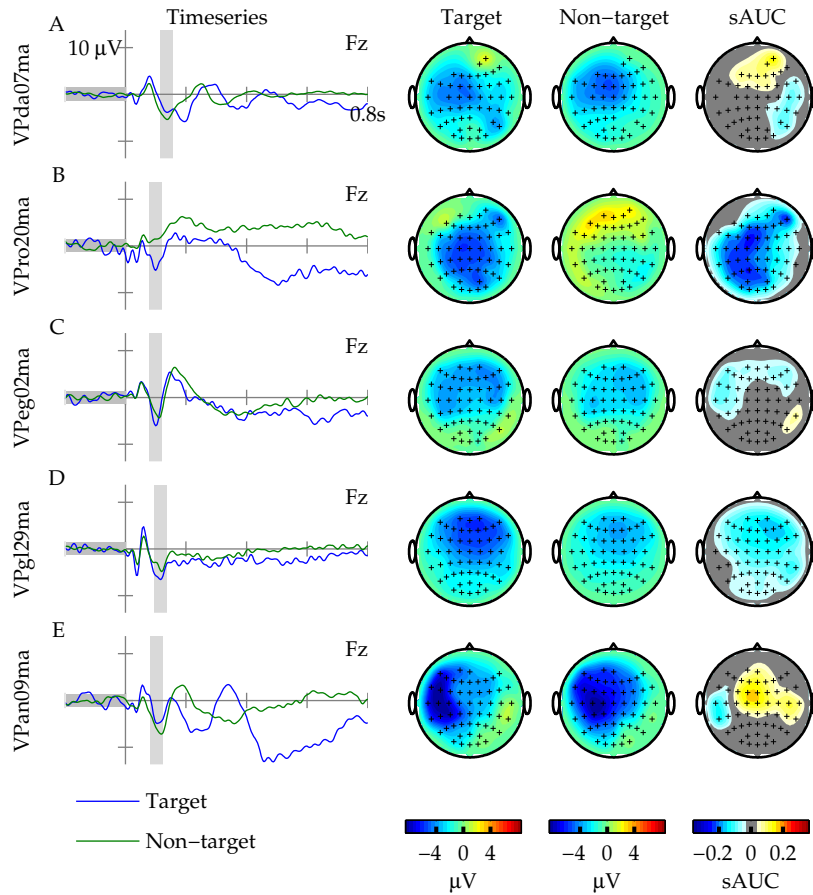 Timeseries Target Non−target sAUC
A
10 µV
Fz
0.8s
VPda07ma
B
Fz
VPro20ma
C
Fz
VPeg02ma
D
Fz
VPgl29ma
E
Fz
VPan09ma
Target
Non−target
−4 0 4
µV
−4 0 4
µV
−0.2 0 0.2
sAUC